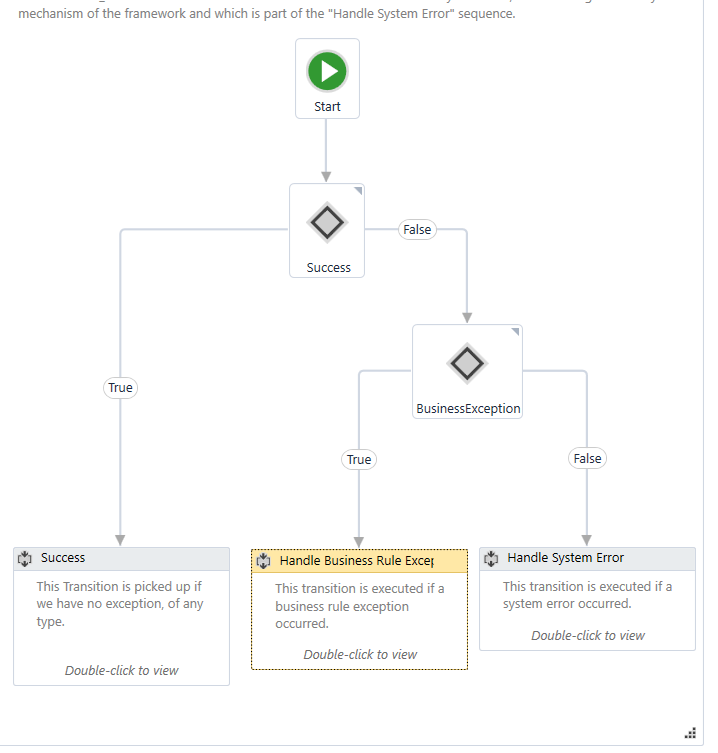 mechanism of the framework and which is part of the "Handle System Error" sequence.
Start
Success
False
BusinessException
True
True
False
Success
This Transition is picked up if
we have no exception, of any
type.
Double-click to view
Handle Business Rule Excep
This transition is executed if a
business rule exception
occurred.
Double-click to view
Handle System Error
This transition is executed if a
system error occurred.
Double-click to view